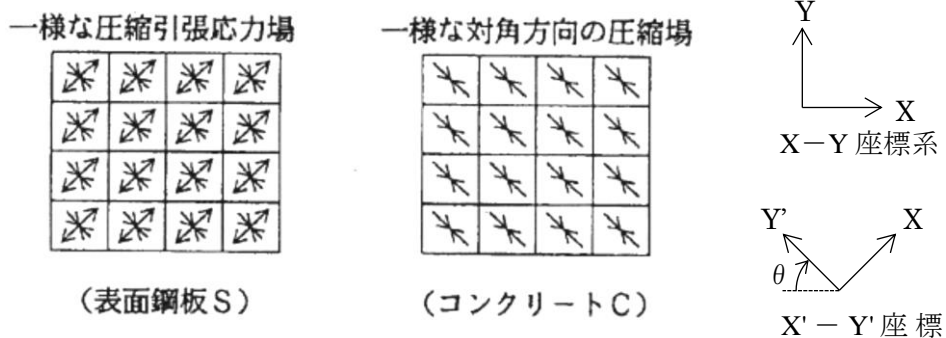 一様な圧縮引張応力場
一様な対角方向の圧縮場
(表面鋼板S)
(コンクリートC)
Y
X
X−Y 座標系
Y'
X
θ
X' − Y' 座 標